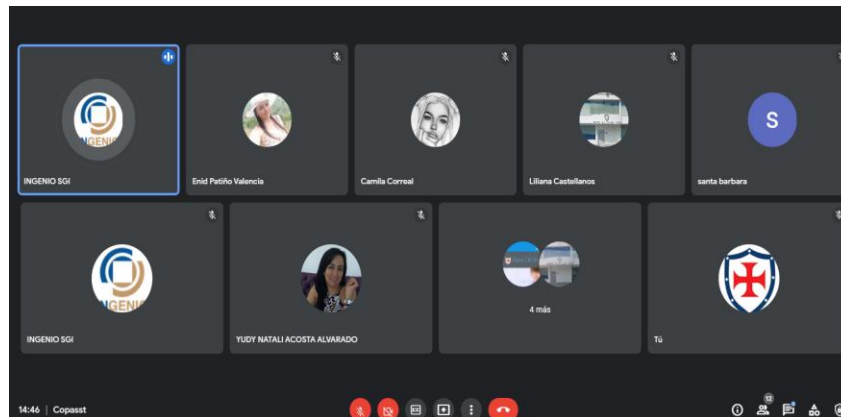 INGENIO SGI
Enid Patiño Valencia
Camila Correal
Liliana Castellanos
S
santa barbara
INGENIO SGI
YUDY NATALI ACOSTA ALVARADO
4 más
Tú
14:46 | Copasst
12